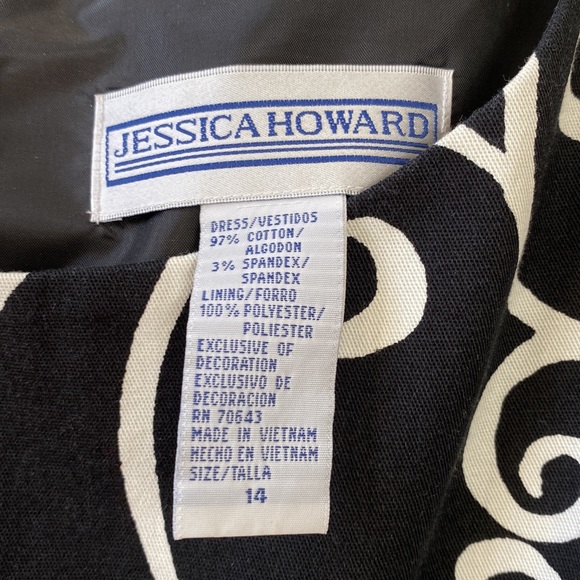 JESSICA HOWARD
DRESS/VESTIDOS
97% COTTON/
ALGODON
3% SPANDEX/
SPANDEX
LINING/FORRO
100% POLYESTER/
POLIESTER
EXCLUSIVE OF
DECORATION
EXCLUSIVO DE
DECORACION
RN 70643
MADE IN VIETNAM
HECHO EN VIETNAM
SIZE/TALLA
14